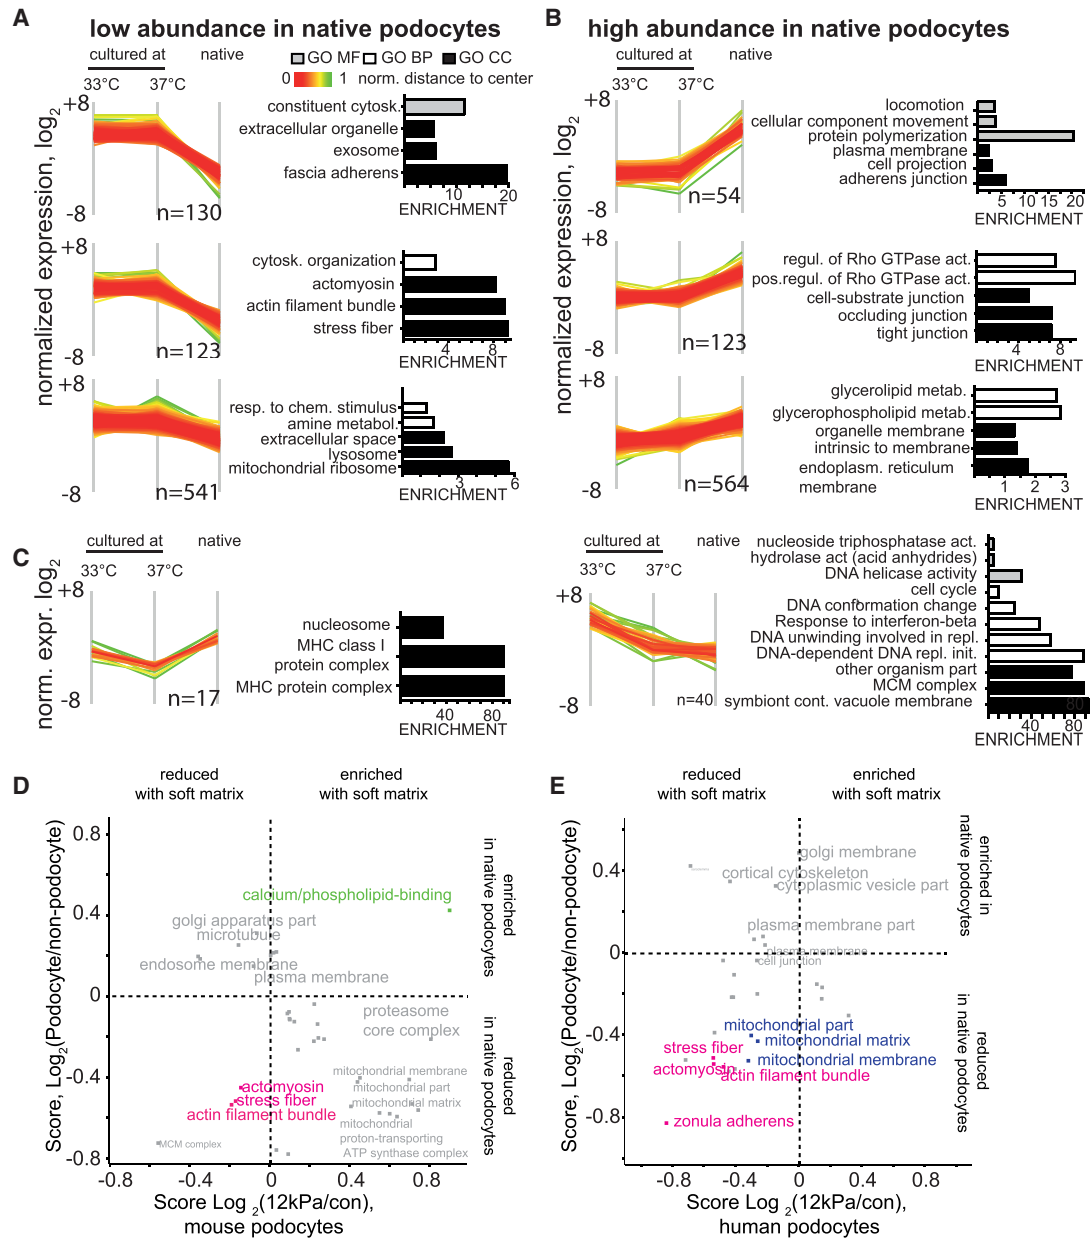 A
low abundance in native podocytes
cultured at
native
GO MF GO BP GO CC
0 1 norm. distance to center
33°C 37°C
normalized expression, log2
+8
-8
n=130
constituent cytosk.
extracellular organelle
exosome
fascia adherens
10 20
ENRICHMENT
+8
-8
n=123
cytosk. organization
actomyosin
actin filament bundle
stress fiber
4 8
ENRICHMENT
+8
-8
n=541
resp. to chem. stimulus
amine metabol.
extracellular space
lysosome
mitochondrial ribosome
3 6
ENRICHMENT
B
high abundance in native podocytes
cultured at
native
33°C 37°C
normalized expression, log2
+8
-8
n=54
locomotion
cellular component movement
protein polymerization
plasma membrane
cell projection
adherens junction
5 10 15 20
ENRICHMENT
+8
-8
n=123
regul. of Rho GTPase act.
pos.regul. of Rho GTPase act.
cell-substrate junction
occluding junction
tight junction
4 8
ENRICHMENT
+8
-8
n=564
glycerolipid metab.
glycerophospholipid metab.
organelle membrane
intrinsic to membrane
endoplasm. reticulum
membrane
1 2 3
ENRICHMENT
C
cultured at
native
33°C 37°C
norm. expr. log2
+8
-8
n=17
nucleosome
MHC class I
protein complex
MHC protein complex
40 80
ENRICHMENT
cultured at
native
33°C 37°C
+8
-8
n=40
nucleoside triphosphatase act.
hydrolase act (acid anhydrides)
DNA helicase activity
cell cycle
DNA conformation change
Response to interferon-beta
DNA unwinding involved in repl.
DNA-dependent DNA repl. init.
other organism part
MCM complex
symbiont cont. vacuole membrane
80
40 80
ENRICHMENT
D
reduced
with soft matrix
enriched
with soft matrix
Score, Log2(Podocyte/non-podocyte)
0.8
0.4
0
-0.4
-0.8
calcium/phospholipid-binding
golgi apparatus part
microtubule
endosome membrane
plasma membrane
proteasome
core complex
mitochondrial membrane
mitochondrial part
mitochondrial matrix
mitochondrial
proton-transporting
ATP synthase complex
actomyosin
stress fiber
actin filament bundle
MCM complex
enriched
in native podocytes
reduced
in native podocytes
-0.8 -0.4 0 0.4 0.8
Score Log 2(12kPa/con),
mouse podocytes
E
reduced
with soft matrix
enriched
with soft matrix
Score, Log2(Podocyte/non-podocyte)
0.4
0
-0.4
-0.8
golgi membrane
cortical cytoskeleton
cytoplasmic vesicle part
plasma membrane part
plasma membrane
cell junction
mitochondrial part
mitochondrial matrix
mitochondrial membrane
stress fiber
actomyosin
actin filament bundle
zonula adherens
enriched in
native podocytes
reduced
in native podocytes
-0.8 -0.4 0 0.4 0.8
Score Log 2(12kPa/con),
human podocytes